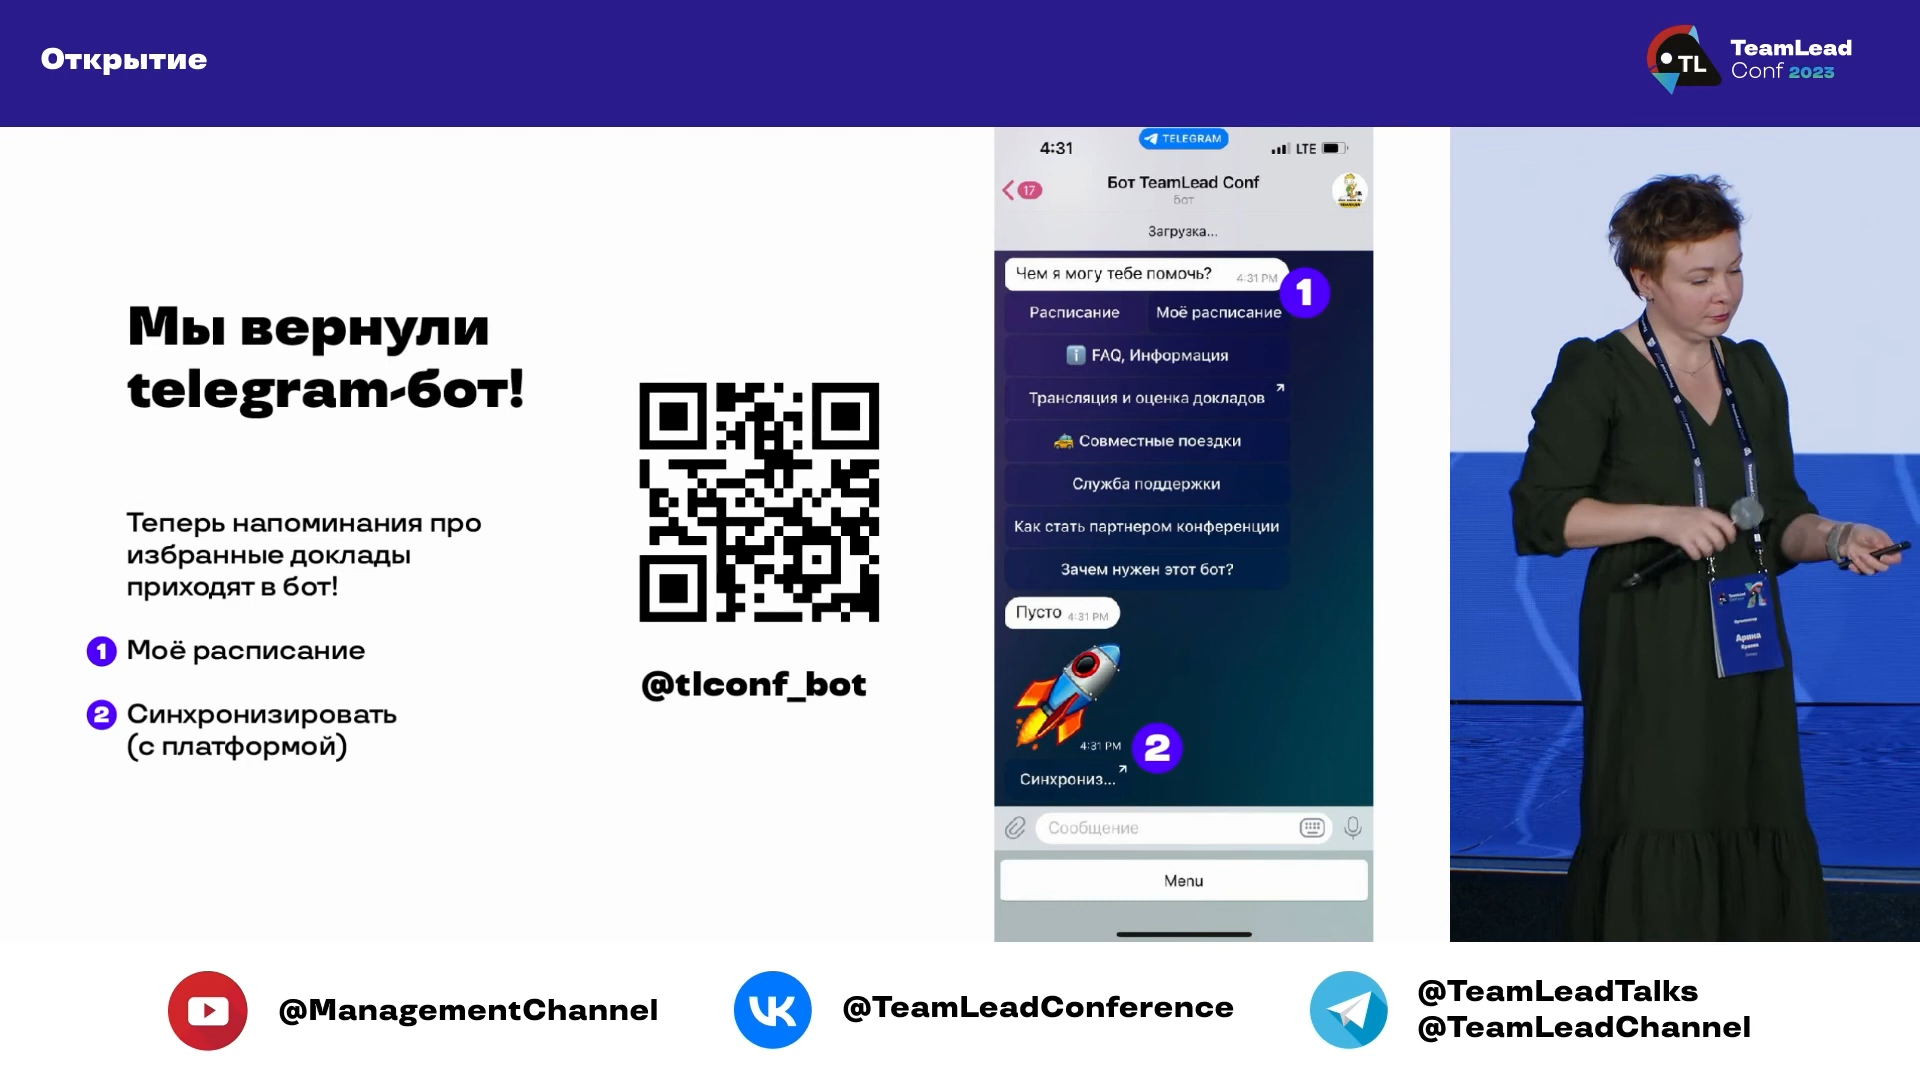 Открытие
TL
TeamLead
Conf 2023
Мы вернули
telegram-бот!
Теперь напоминания про
избранные доклады
приходят в бот!
1 Моё расписание
2 Синхронизировать
(с платформой)
@tlconf_bot
4:31
TELEGRAM
LTE
17
Бот TeamLead Conf
бот
Загрузка...
Чем я могу тебе помочь? 4:31 PM
1
Расписание Моё расписание
FAQ, Информация
Трансляция и оценка докладов
Совместные поездки
Служба поддержки
Как стать партнером конференции
Зачем нужен этот бот?
Пусто 4:31 PM
4:31 PM
2
Синхрониз...
Сообщение
Menu
Арина
@ManagementChannel
@TeamLeadConference
@TeamLeadTalks
@TeamLeadChannel